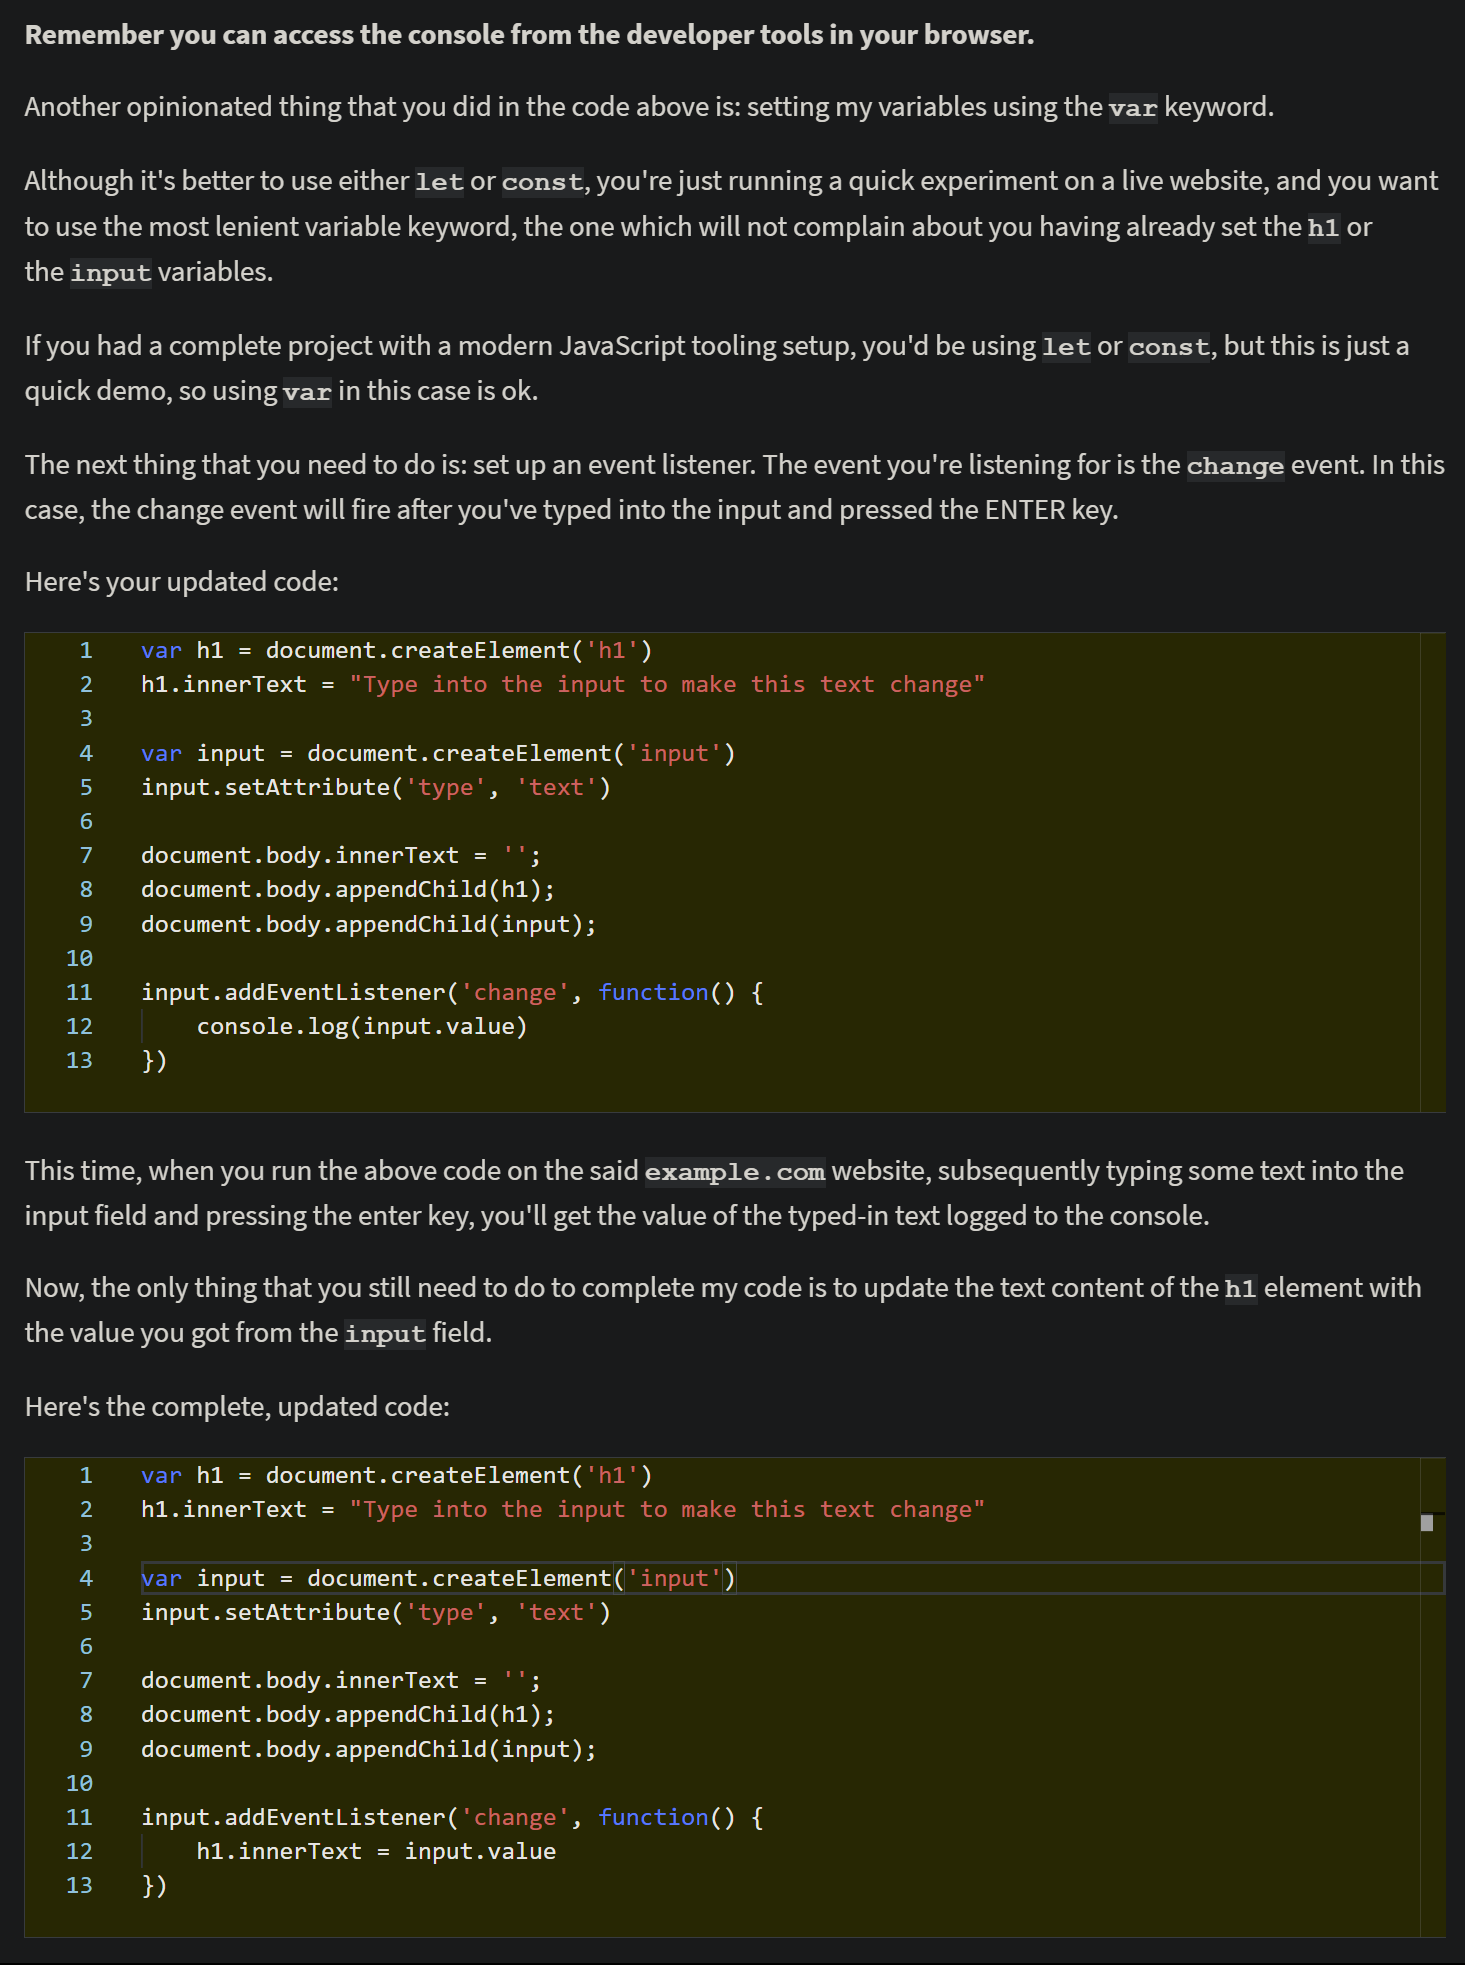 Remember you can access the console from the developer tools in your browser.
Another opinionated thing that you did in the code above is: setting my variables using the var keyword.
Although it's better to use either let or const, you're just running a quick experiment on a live website, and you want
to use the most lenient variable keyword, the one which will not complain about you having already set the h1 or
the input variables.
If you had a complete project with a modern JavaScript tooling setup, you'd be using let or const, but this is just a
quick demo, so using var in this case is ok.
The next thing that you need to do is: set up an event listener. The event you're listening for is the change event. In this
case, the change event will fire after you've typed into the input and pressed the ENTER key.
Here's your updated code:
1 var h1 = document.createElement('h1')
2 h1.innerText = "Type into the input to make this text change"
3
4 var input = document.createElement('input')
5 input.setAttribute('type', 'text')
6
7 document.body.innerText = '';
8 document.body.appendChild(h1);
9 document.body.appendChild(input);
10
11 input.addEventListener('change', function() {
12     console.log(input.value)
13 })
This time, when you run the above code on the said example.com website, subsequently typing some text into the
input field and pressing the enter key, you'll get the value of the typed-in text logged to the console.
Now, the only thing that you still need to do to complete my code is to update the text content of the h1 element with
the value you got from the input field.
Here's the complete, updated code:
1 var h1 = document.createElement('h1')
2 h1.innerText = "Type into the input to make this text change"
3
4 var input = document.createElement('input')
5 input.setAttribute('type', 'text')
6
7 document.body.innerText = '';
8 document.body.appendChild(h1);
9 document.body.appendChild(input);
10
11 input.addEventListener('change', function() {
12     h1.innerText = input.value
13 })